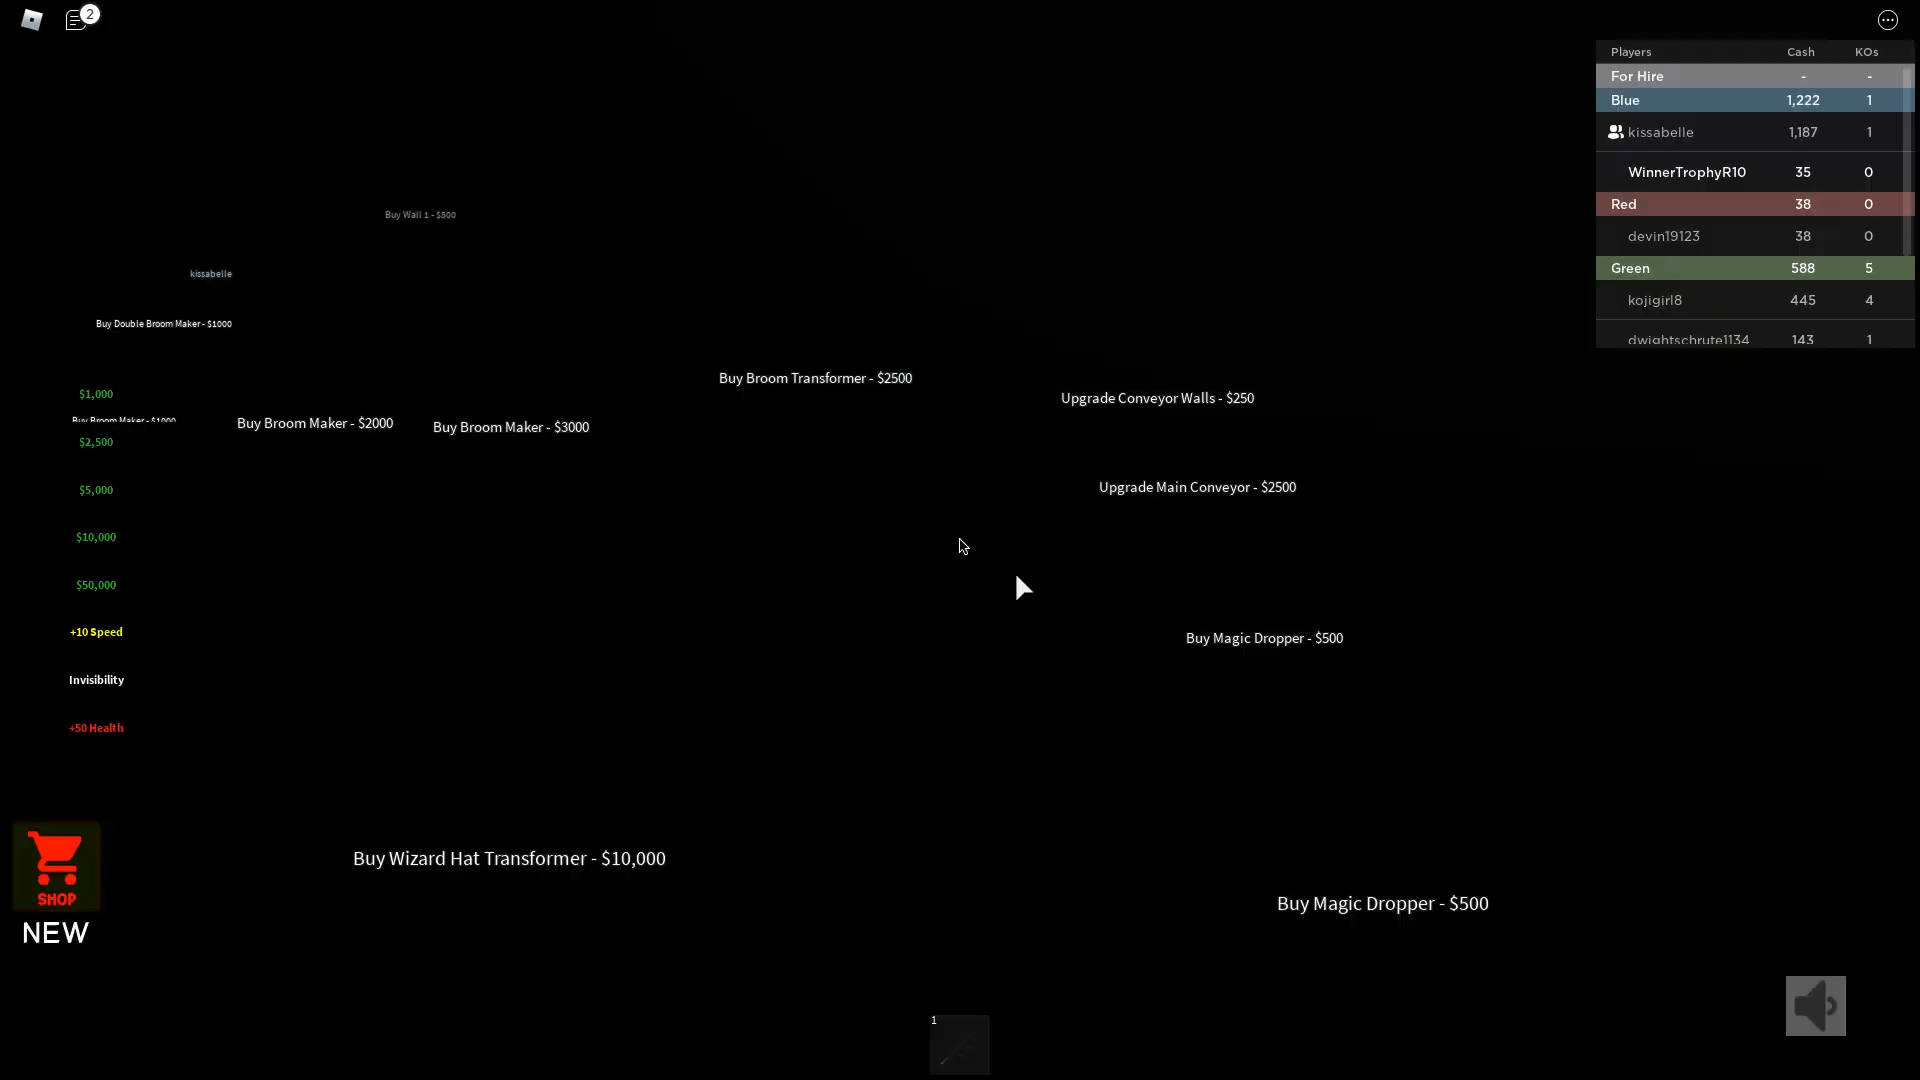 2
Players Cash KOs
For Hire - -
Blue 1,222 1
kissabelle 1,187 1
WinnerTrophyR10 35 0
Red 38 0
devin19123 38 0
Green 588 5
kojigirl8 445 4
dwightschrute1134 143 1
Buy Wall 1 - $500
kissabelle
Buy Double Broom Maker - $1000
Buy Broom Transformer - $2500
Upgrade Conveyor Walls - $250
$1,000
Buy Broom Maker - $1000
Buy Broom Maker - $2000
Buy Broom Maker - $3000
$2,500
Upgrade Main Conveyor - $2500
$5,000
$10,000
$50,000
+10 Speed
Buy Magic Dropper - $500
Invisibility
+50 Health
Buy Wizard Hat Transformer - $10,000
SHOP
Buy Magic Dropper - $500
NEW
1